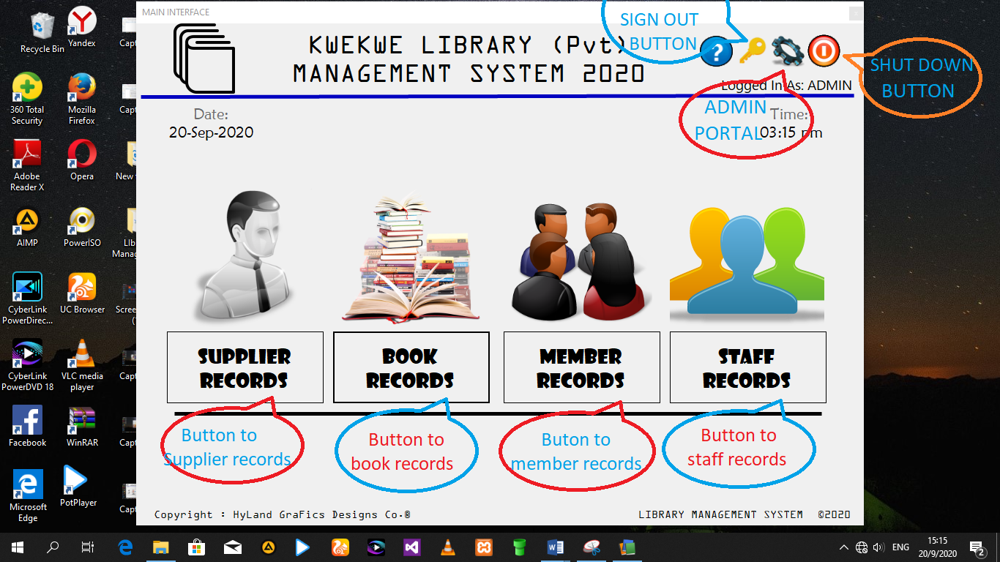 Recycle Bin
Yandex
Capt
360 Total
Security
Mozilla
Firefox
Capt
Adobe
Reader X
Opera
New
AIMP
PowerISO
LIb
Manag
CyberLink
PowerDirec...
UC Browser
Scree
CyberLink
PowerDVD 18
VLC media
player
Capt
Facebook
WinRAR
Capt
Microsoft
Edge
PotPlayer
Capt
MAIN INTERFACE
KWEKWE LIBRARY (Pvt)
MANAGEMENT SYSTEM 2020
SIGN OUT
BUTTON
SHUT DOWN
BUTTON
Logged In As: ADMIN
ADMIN
PORTAL
Date:
20-Sep-2020
Time:
03:15 pm
SUPPLIER
RECORDS
BOOK
RECORDS
MEMBER
RECORDS
STAFF
RECORDS
Button to
Supplier records
Button to
book records
Buton to
member records
Button to
staff records
Copyright : HyLand GraFics Designs Co.®
LIBRARY MANAGEMENT SYSTEM ©2020
ENG
15:15
20/9/2020
2